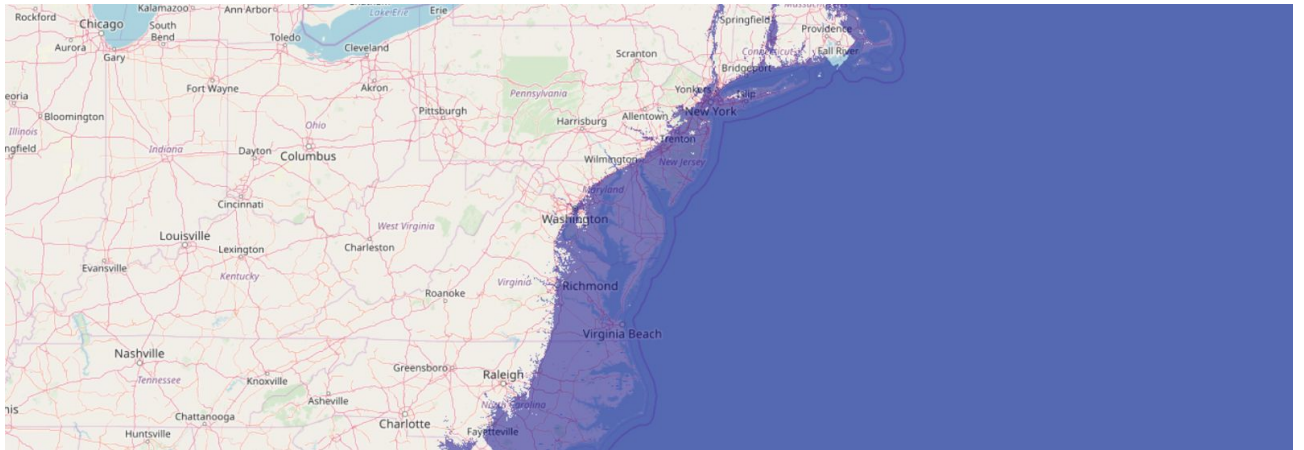 Rockford
Kalamazoo
Ann Arbor
Lake Erie
Erie
Springfield
Massachu
Chicago
South
Bend
Toledo
Cleveland
Scranton
Providence
Aurora
Gary
Connecticut
Fall River
Bridgeport
eoria
Fort Wayne
Akron
Pennsylvania
Yonkers
Islip
Bloomington
Pittsburgh
Harrisburg
Allentown
New York
Illinois
Ohio
Trenton
ngfield
Indiana
Dayton
Columbus
Wilmington
New Jersey
Maryland
Cincinnati
Washington
West Virginia
Louisville
Lexington
Charleston
Evansville
Kentucky
Virginia
Richmond
Roanoke
Virginia Beach
Nashville
Greensboro
Raleigh
Tennessee
Knoxville
Asheville
North Carolina
his
Chattanooga
Charlotte
Huntsville
Fayetteville